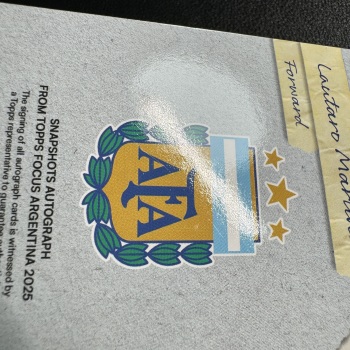 Lautaro
Forward
AFA
SNAPSHOTS AUTOGRAPH
FROM TOPPS FOCUS ARGENTINA 2025
The signing of all autograph cards is witnessed by
a Topps representative to guarantee